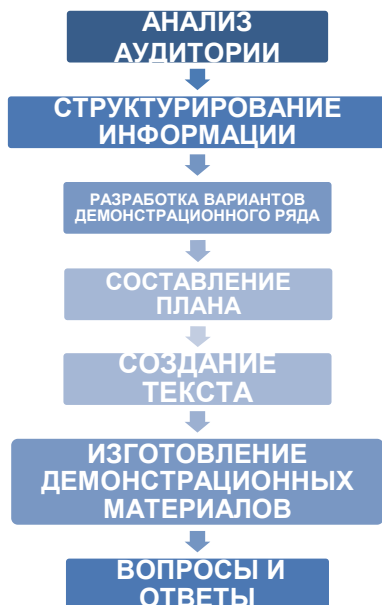 АНАЛИЗ
АУДИТОРИИ
СТРУКТУРИРОВАНИЕ
ИНФОРМАЦИИ
РАЗРАБОТКА ВАРИАНТОВ
ДЕМОНСТРАЦИОННОГО РЯДА
СОСТАВЛЕНИЕ
ПЛАНА
СОЗДАНИЕ
ТЕКСТА
ИЗГОТОВЛЕНИЕ
ДЕМОНСТРАЦИОННЫХ
МАТЕРИАЛОВ
ВОПРОСЫ И
ОТВЕТЫ